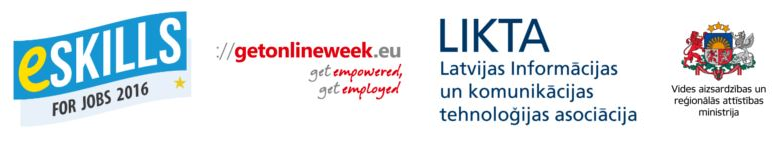 eSKILLS
FOR JOBS 2016
://getonlineweek.eu
get empowered,
get employed
LIKTA
Latvijas Informācijas
un komunikācijas
tehnoloģijas asociācija
Vides aizsardzības un
reģionālās attīstības
ministrija